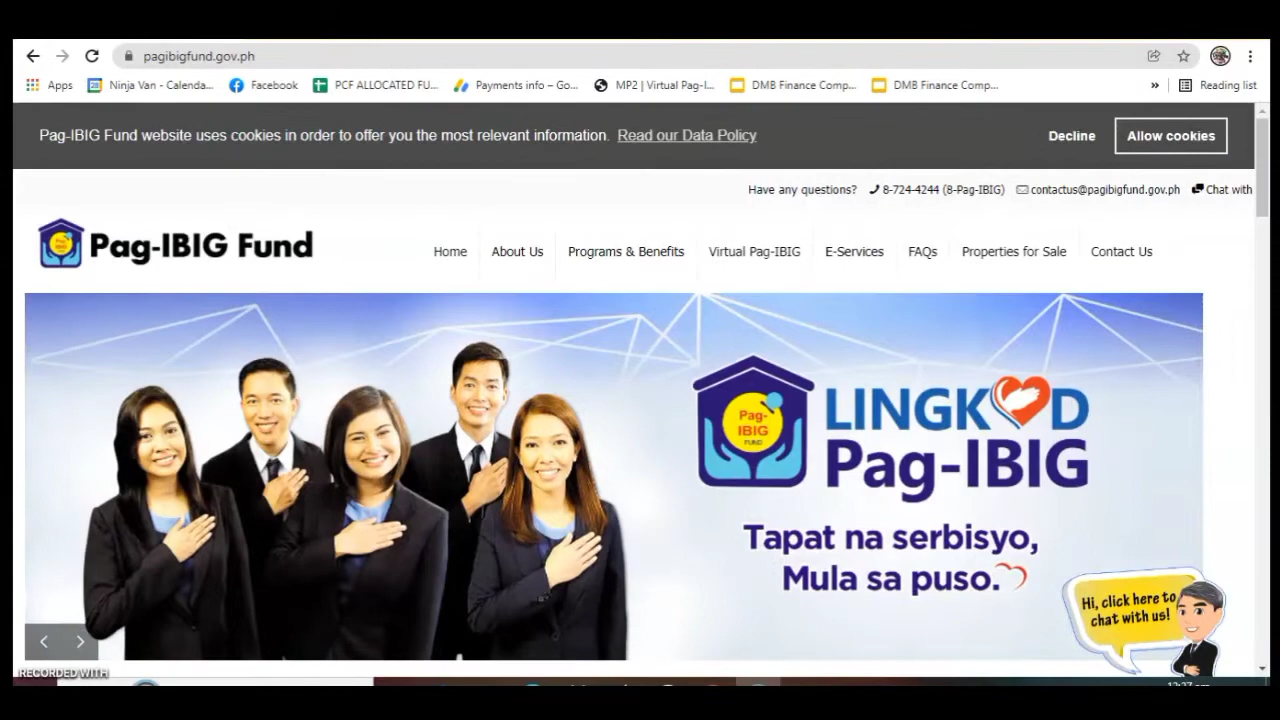 pagibigfund.gov.ph
Apps Ninja Van - Calenda... Facebook PCF ALLOCATED FU... Payments info – Go... MP2 | Virtual Pag-I... DMB Finance Comp... DMB Finance Comp... » Reading list
Pag-IBIG Fund website uses cookies in order to offer you the most relevant information. Read our Data Policy Decline Allow cookies
Have any questions? 8-724-4244 (8-Pag-IBIG) contactus@pagibigfund.gov.ph Chat with
Pag-IBIG Fund
Home About Us Programs & Benefits Virtual Pag-IBIG E-Services FAQs Properties for Sale Contact Us
LINGKOD
Pag-IBIG
Pag-
IBIG
FUND
Tapat na serbisyo,
Mula sa puso.
Hi, click here to
chat with us!
RECORDED WITH